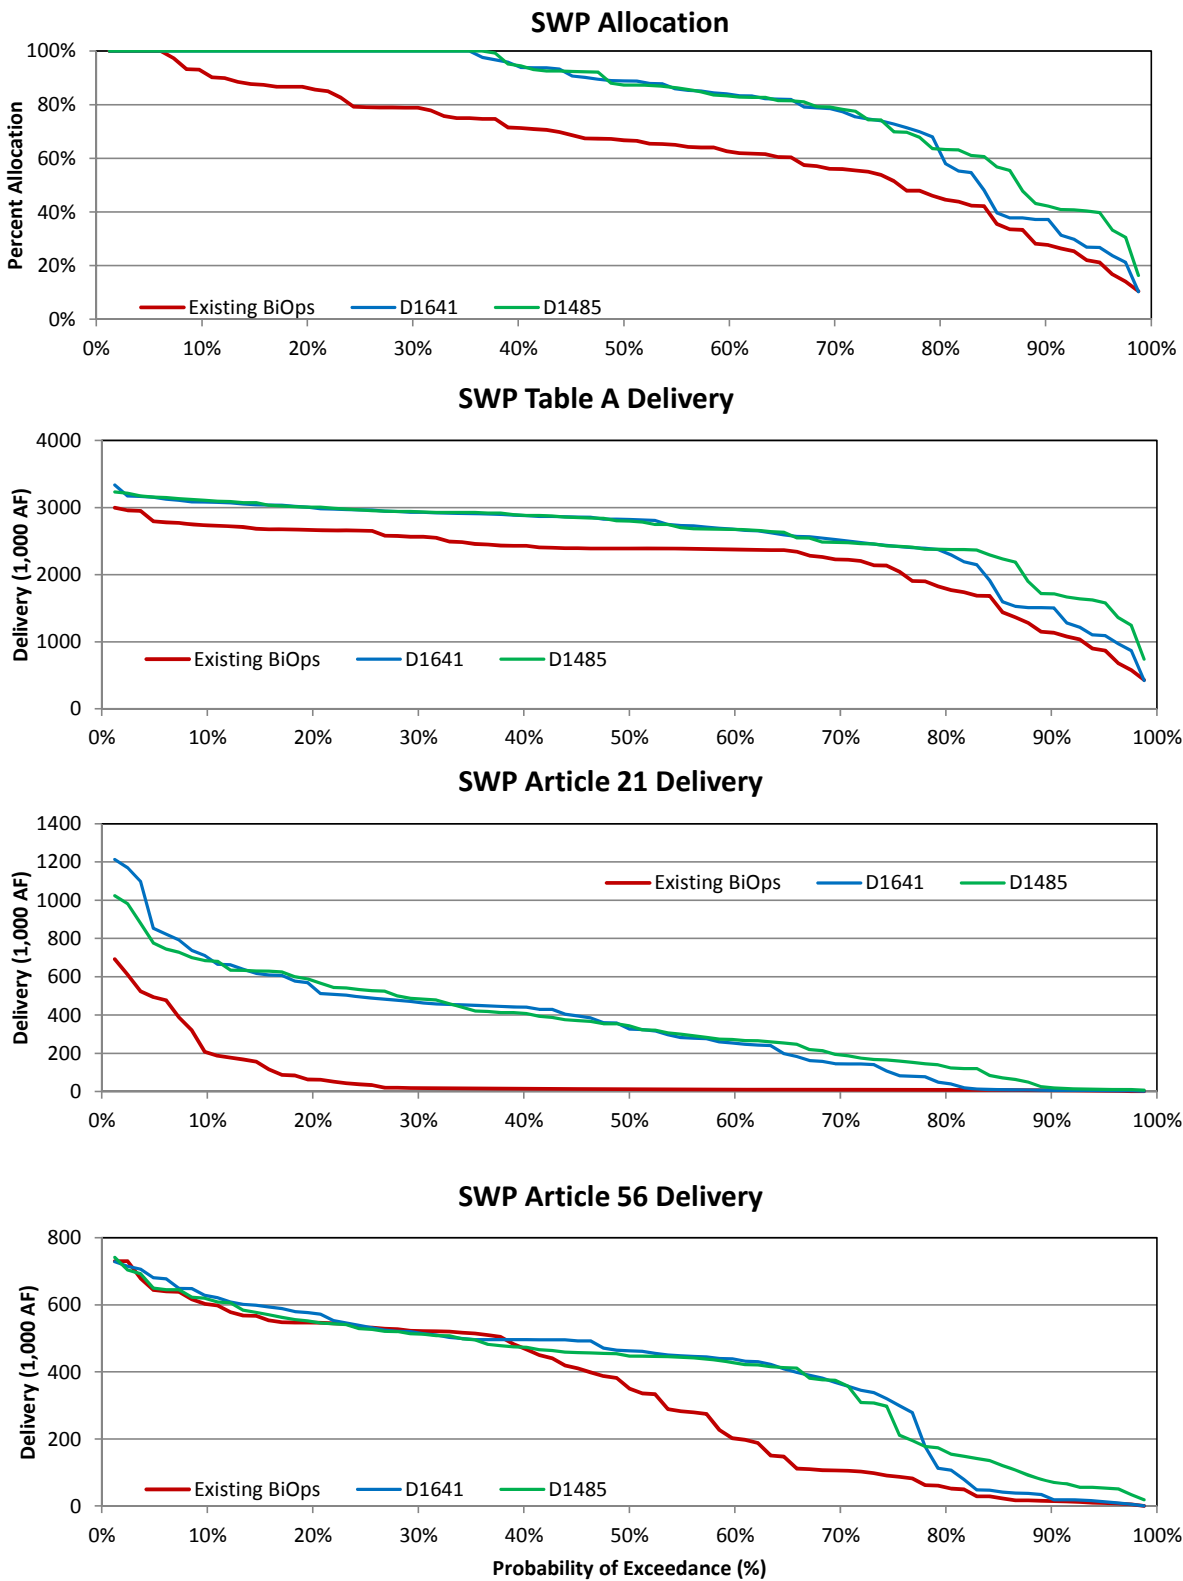 SWP Allocation
100%
80%
60%
40%
20%
0%
Percent Allocation
Existing BiOps D1641 D1485
0% 10% 20% 30% 40% 50% 60% 70% 80% 90% 100%
SWP Table A Delivery
4000
3000
2000
1000
0
Delivery (1,000 AF)
Existing BiOps D1641 D1485
0% 10% 20% 30% 40% 50% 60% 70% 80% 90% 100%
SWP Article 21 Delivery
1400
1200
1000
800
600
400
200
0
Delivery (1,000 AF)
Existing BiOps D1641 D1485
0% 10% 20% 30% 40% 50% 60% 70% 80% 90% 100%
SWP Article 56 Delivery
800
600
400
200
0
Delivery (1,000 AF)
Existing BiOps D1641 D1485
0% 10% 20% 30% 40% 50% 60% 70% 80% 90% 100%
Probability of Exceedance (%)